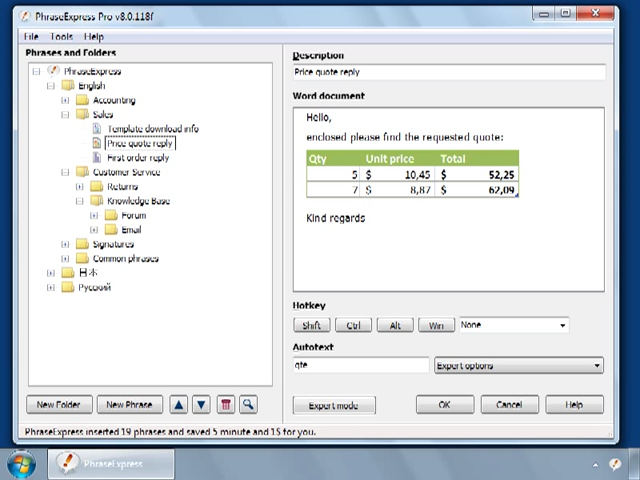 PhraseExpress Pro v8.0.118f
File Tools Help
Phrases and Folders
PhraseExpress
English
Accounting
Sales
Template download info
Price quote reply
First order reply
Customer Service
Returns
Knowledge Base
Forum
Email
Signatures
Common phrases
日本
Русский
New Folder
New Phrase
Description
Price quote reply
Word document
Hello,
enclosed please find the requested quote:
Qty Unit price Total
5 $ 10,45 $ 52,25
7 $ 8,87 $ 62,09
Kind regards
Hotkey
Shift Ctrl Alt Win None
Autotext
qte Expert options
Expert mode OK Cancel Help
PhraseExpress inserted 19 phrases and saved 5 minute and 1S for you.
PhraseExpress